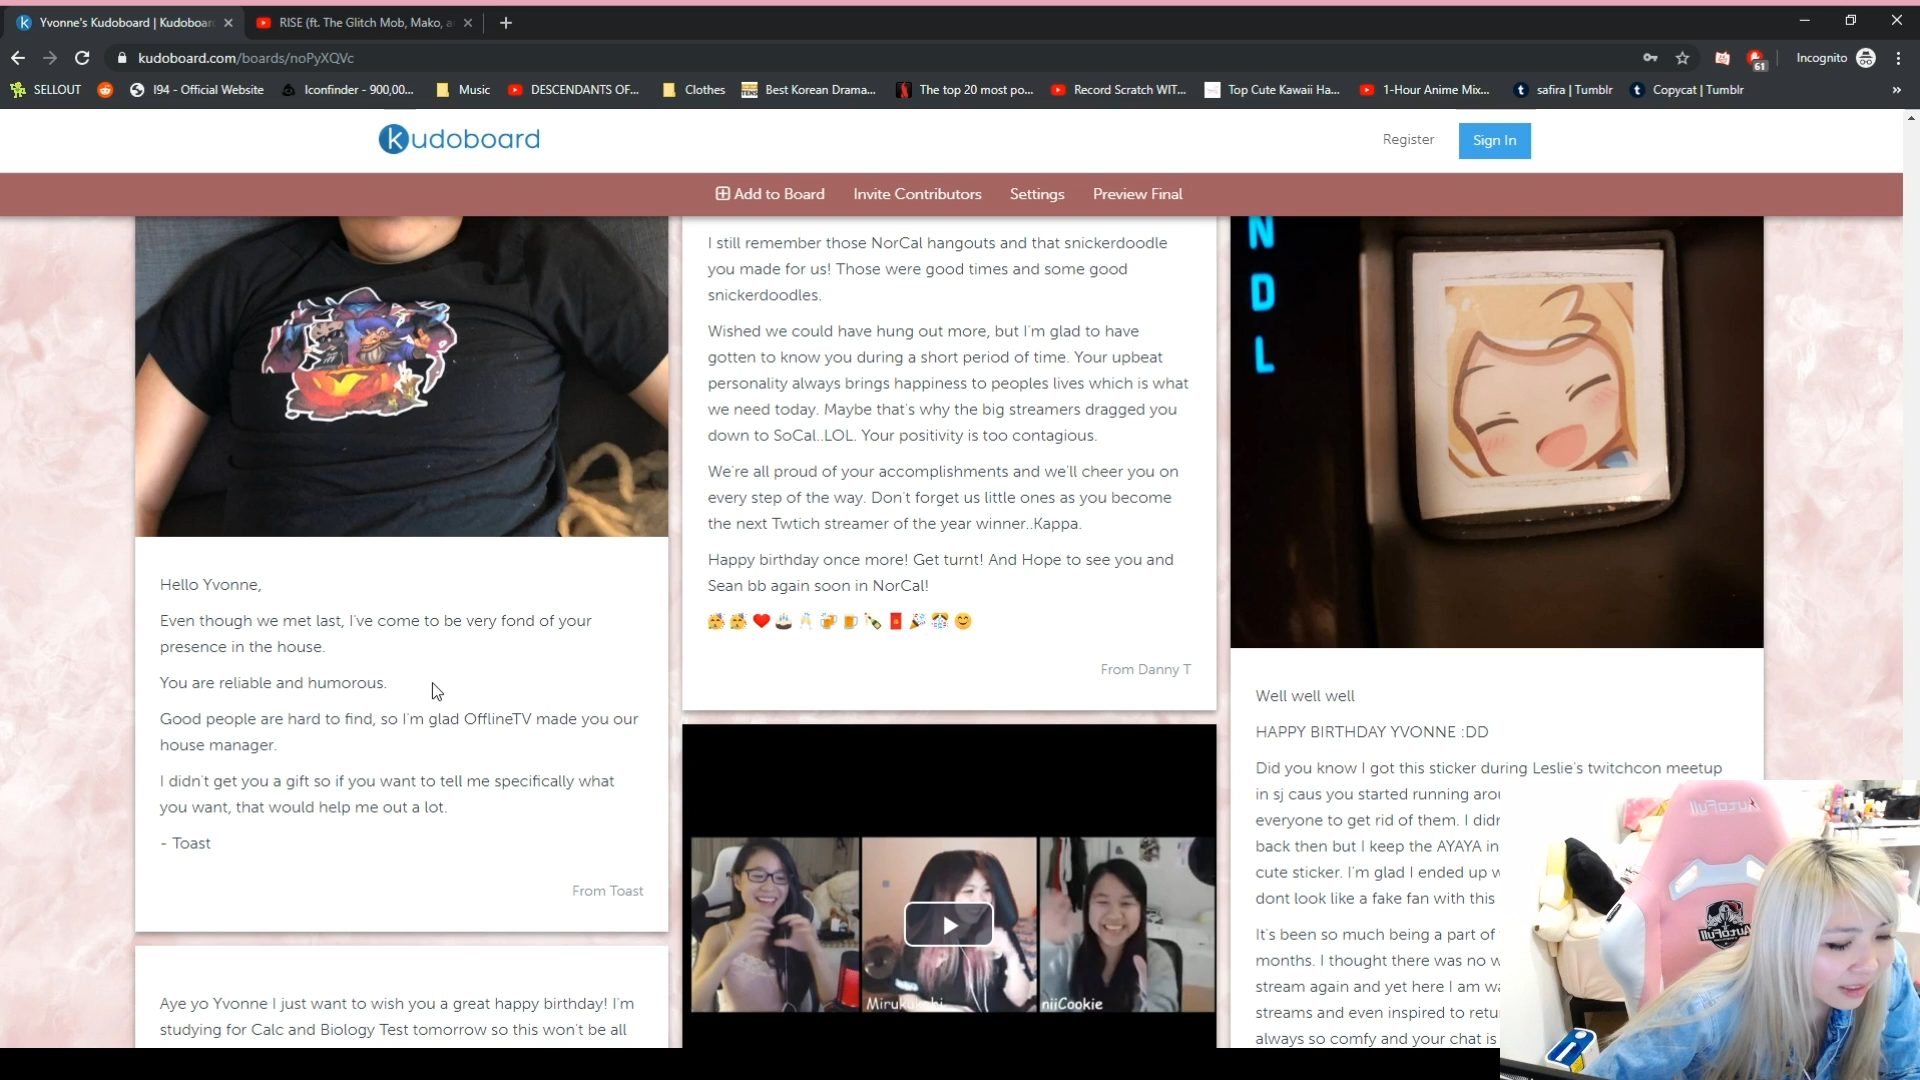 Yvonne's Kudoboard | Kudoboar
RISE (ft. The Glitch Mob, Mako, a
kudoboard.com/boards/noPyXQVc
61
Incognito
SELLOUT
I94 - Official Website
Iconfinder - 900,00...
Music
DESCENDANTS OF...
Clothes
Best Korean Drama...
The top 20 most po...
Record Scratch WIT...
Top Cute Kawaii Ha...
1-Hour Anime Mix...
safira | Tumblr
Copycat | Tumblr
kudoboard
Register
Sign In
Add to Board
Invite Contributors
Settings
Preview Final
Hello Yvonne,
Even though we met last, I've come to be very fond of your
presence in the house.
You are reliable and humorous.
Good people are hard to find, so I'm glad OfflineTV made you our
house manager.
I didn't get you a gift so if you want to tell me specifically what
you want, that would help me out a lot.
- Toast
From Toast
Aye yo Yvonne I just want to wish you a great happy birthday! I'm
studying for Calc and Biology Test tomorrow so this won't be all
I still remember those NorCal hangouts and that snickerdoodle
you made for us! Those were good times and some good
snickerdoodles.
Wished we could have hung out more, but I'm glad to have
gotten to know you during a short period of time. Your upbeat
personality always brings happiness to peoples lives which is what
we need today. Maybe that's why the big streamers dragged you
down to SoCal..LOL. Your positivity is too contagious.
We're all proud of your accomplishments and we'll cheer you on
every step of the way. Don't forget us little ones as you become
the next Twtich streamer of the year winner..Kappa.
Happy birthday once more! Get turnt! And Hope to see you and
Sean bb again soon in NorCal!
From Danny T
niiCookie
N
D
L
Well well well
HAPPY BIRTHDAY YVONNE :DD
Did you know I got this sticker during Leslie's twitchcon meetup
in sj caus you started running arou
everyone to get rid of them. I didn
back then but I keep the AYAYA in
cute sticker. I'm glad I ended up w
dont look like a fake fan with this
It's been so much being a part of
months. I thought there was no w
stream again and yet here I am wa
streams and even inspired to retu
always so comfy and your chat is
AutoFull
AutoFull